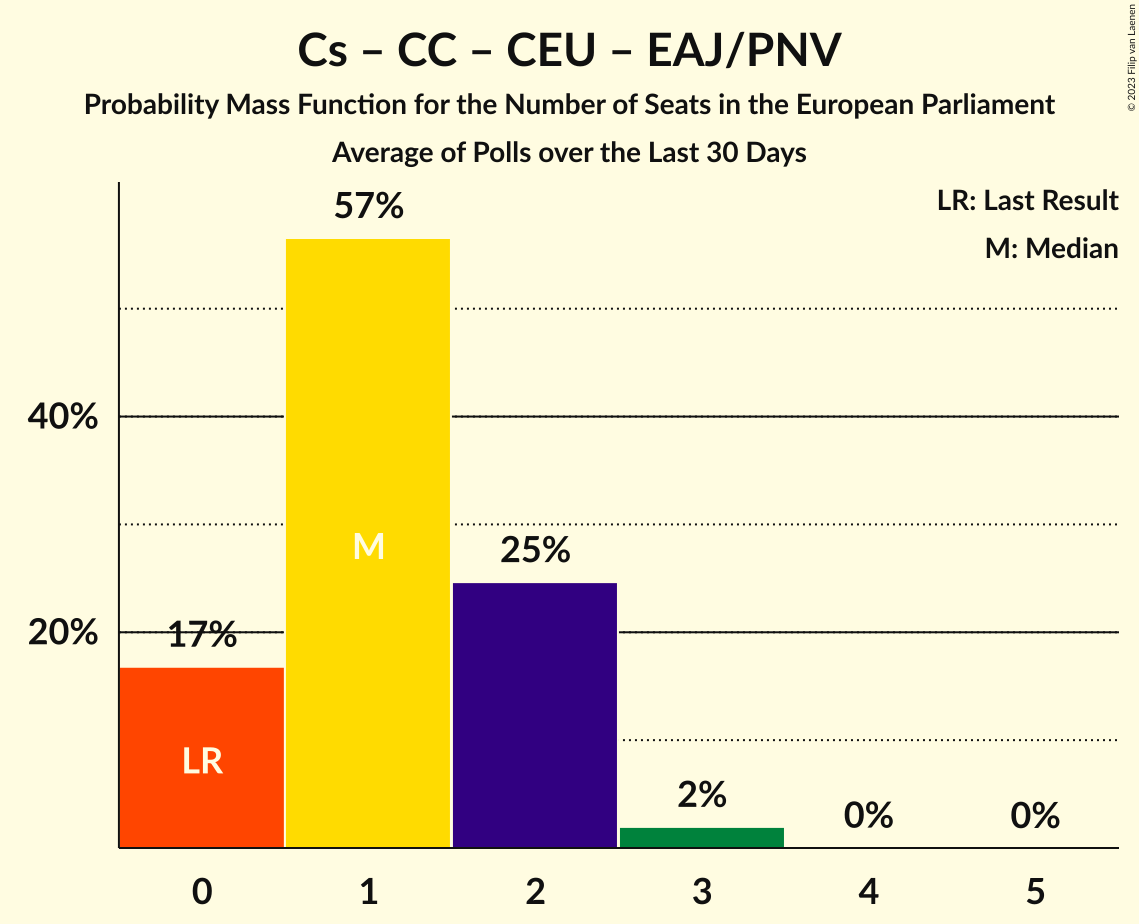 Cs – CC – CEU – EAJ/PNV
Probability Mass Function for the Number of Seats in the European Parliament
Average of Polls over the Last 30 Days
© 2023 Filip van Laenen
LR: Last Result
M: Median
57%
40%
M
25%
20%
17%
LR
2%
0%
0%
0 1 2 3 4 5